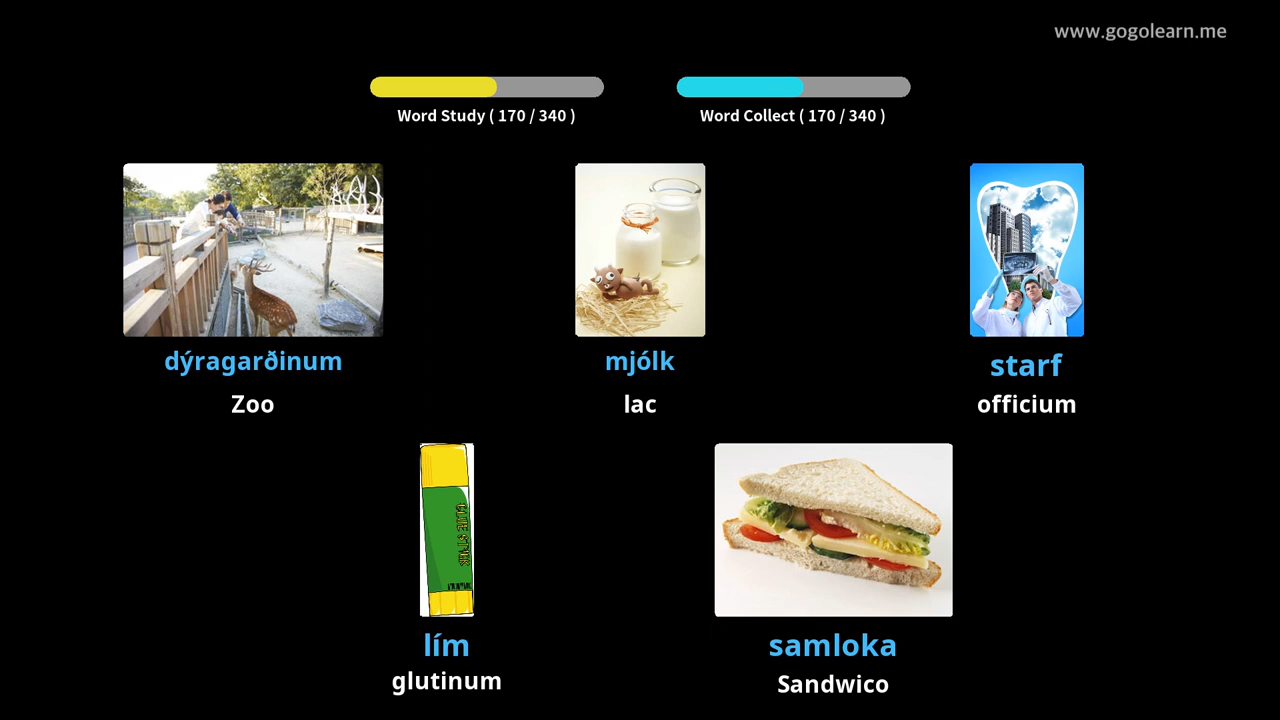 www.gogolearn.me
Word Study ( 170 / 340 )
Word Collect ( 170 / 340 )
dýragarðinum
mjólk
starf
Zoo
lac
officium
lím
samloka
glutinum
Sandwico